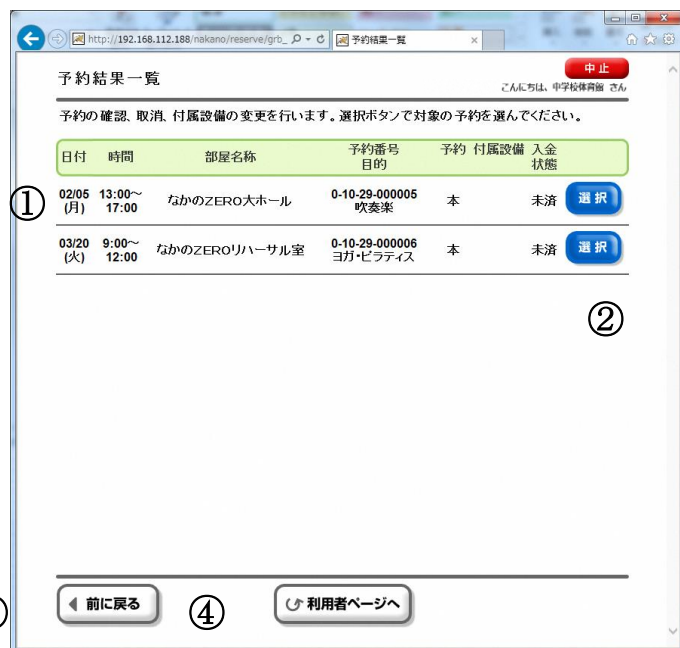 http://192.168.112.188/nakano/reserve/grb_
予約結果一覧
×
予約結果一覧
中止
こんにちは、中学校体育館 さん
予約の確認、取消、付属設備の変更を行います。選択ボタンで対象の予約を選んでください。
日付 時間 部屋名称 予約番号 目的 予約 付属設備 入金状態
①
02/05 (月) 13:00～17:00 なかのZERO大ホール 0-10-29-000005 吹奏楽 本 未済 選択
03/20 (火) 9:00～12:00 なかのZEROリハーサル室 0-10-29-000006 ヨガ・ピラティス 本 未済 選択
②
前に戻る
④
利用者ページへ